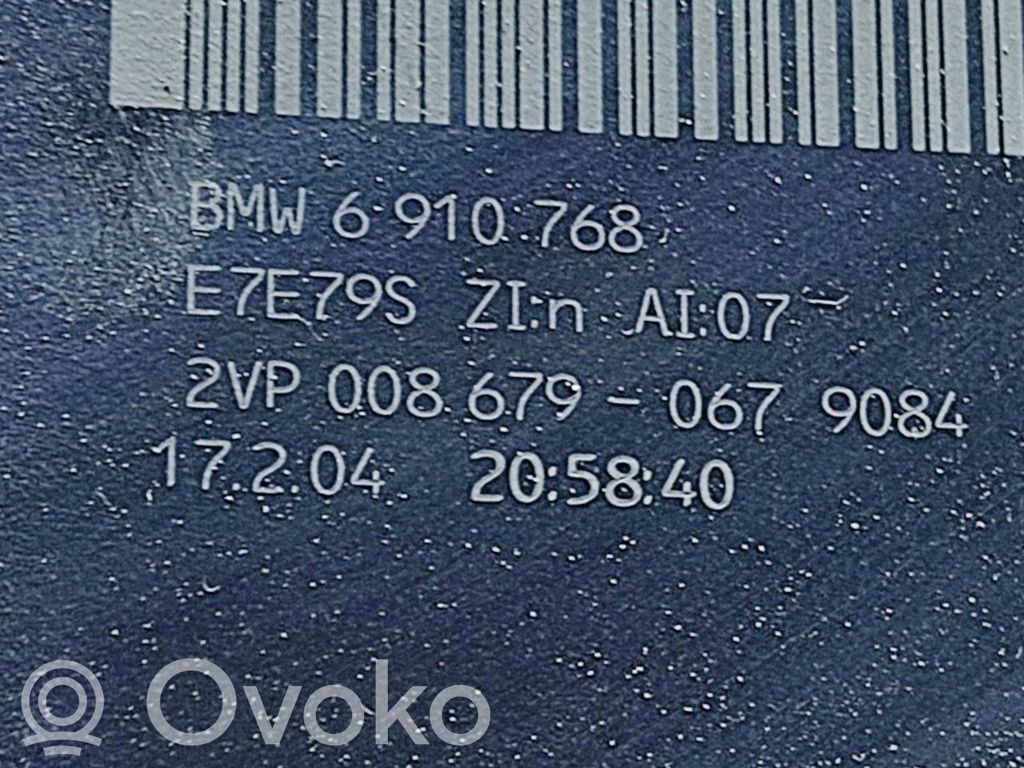 BMW 6 910 768
E7E79S ZI:n AI:07
2VP 008 679 - 067 9084
17.2.04 20:58:40
Ovoko